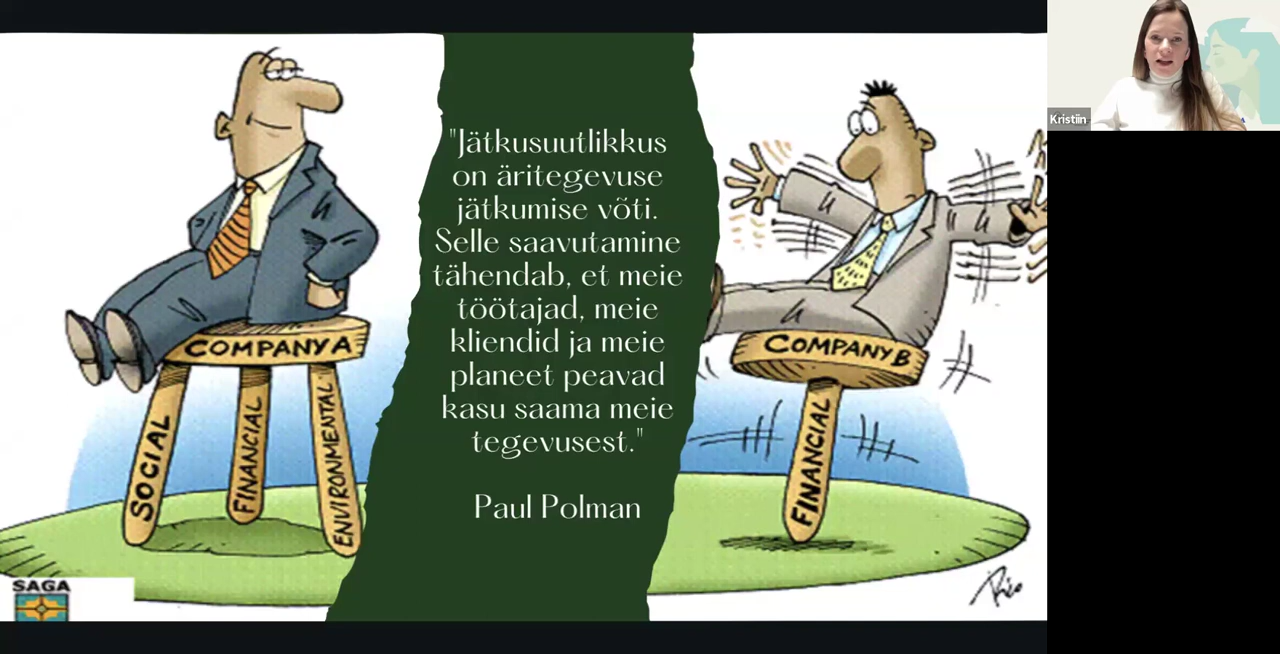 COMPANY A
SOCIAL
FINANCIAL
ENVIRONMENTAL
SAGA
"Jätkusuutlikkus
on äritegevuse
jätkumise võti.
Selle saavutamine
tähendab, et meie
töötajad, meie
kliendid ja meie
planeet peavad
kasu saama meie
tegevusest."
Paul Polman
COMPANY B
FINANCIAL
Kristiin